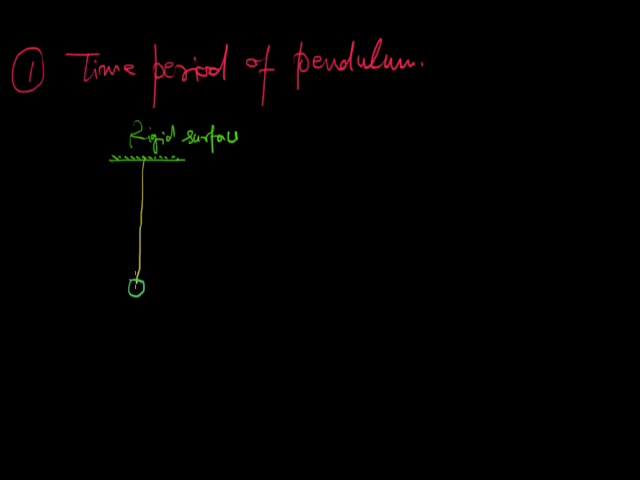 ① Time period of pendulum.
Rigid surface